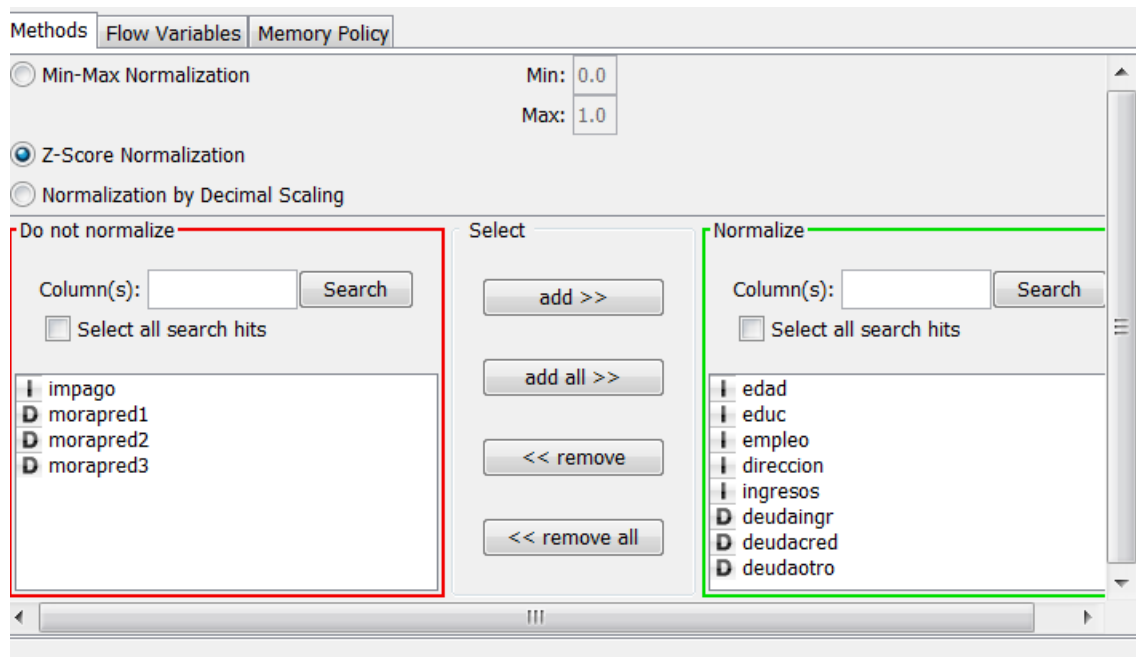 Methods Flow Variables Memory Policy
Min-Max Normalization Min: 0.0
Max: 1.0
Z-Score Normalization
Normalization by Decimal Scaling
Do not normalize
Column(s): Search
Select all search hits
I impago
D morapred1
D morapred2
D morapred3
Select
add >>
add all >>
<< remove
<< remove all
Normalize
Column(s): Search
Select all search hits
I edad
I educ
I empleo
I direccion
I ingresos
D deudaingr
D deudacred
D deudaotro